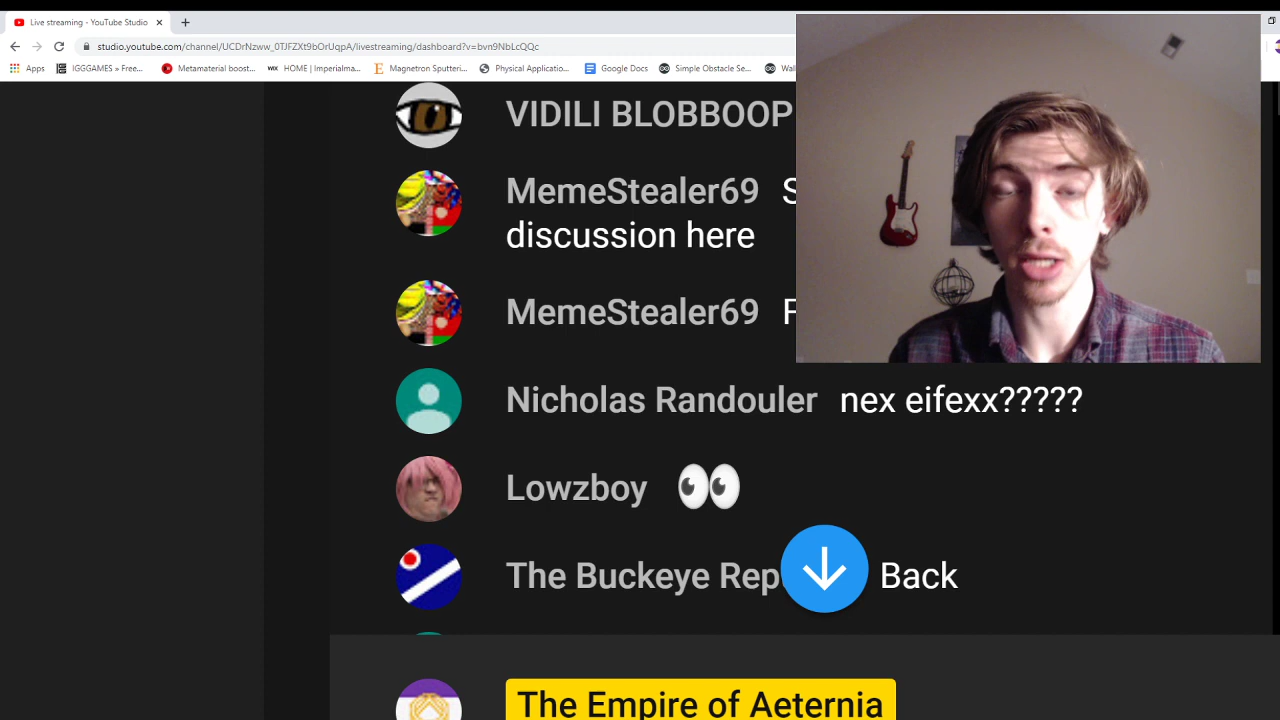 Live streaming - YouTube Studio
studio.youtube.com/channel/UCDrNzww_0TJFZXt9bOrUqpA/livestreaming/dashboard?v=bvn9NbLcQQc
Apps IGGGAMES » Free... Metamaterial boost... WIX HOME | Imperialma... Magnetron Sputteri... Physical Applicatio... Google Docs Simple Obstacle Se... Wal
VIDILI BLOBBOOP
MemeStealer69 S
discussion here
MemeStealer69 F
Nicholas Randouler nex eifexx?????
Lowzboy 👀
The Buckeye Rep Back
The Empire of Aeternia